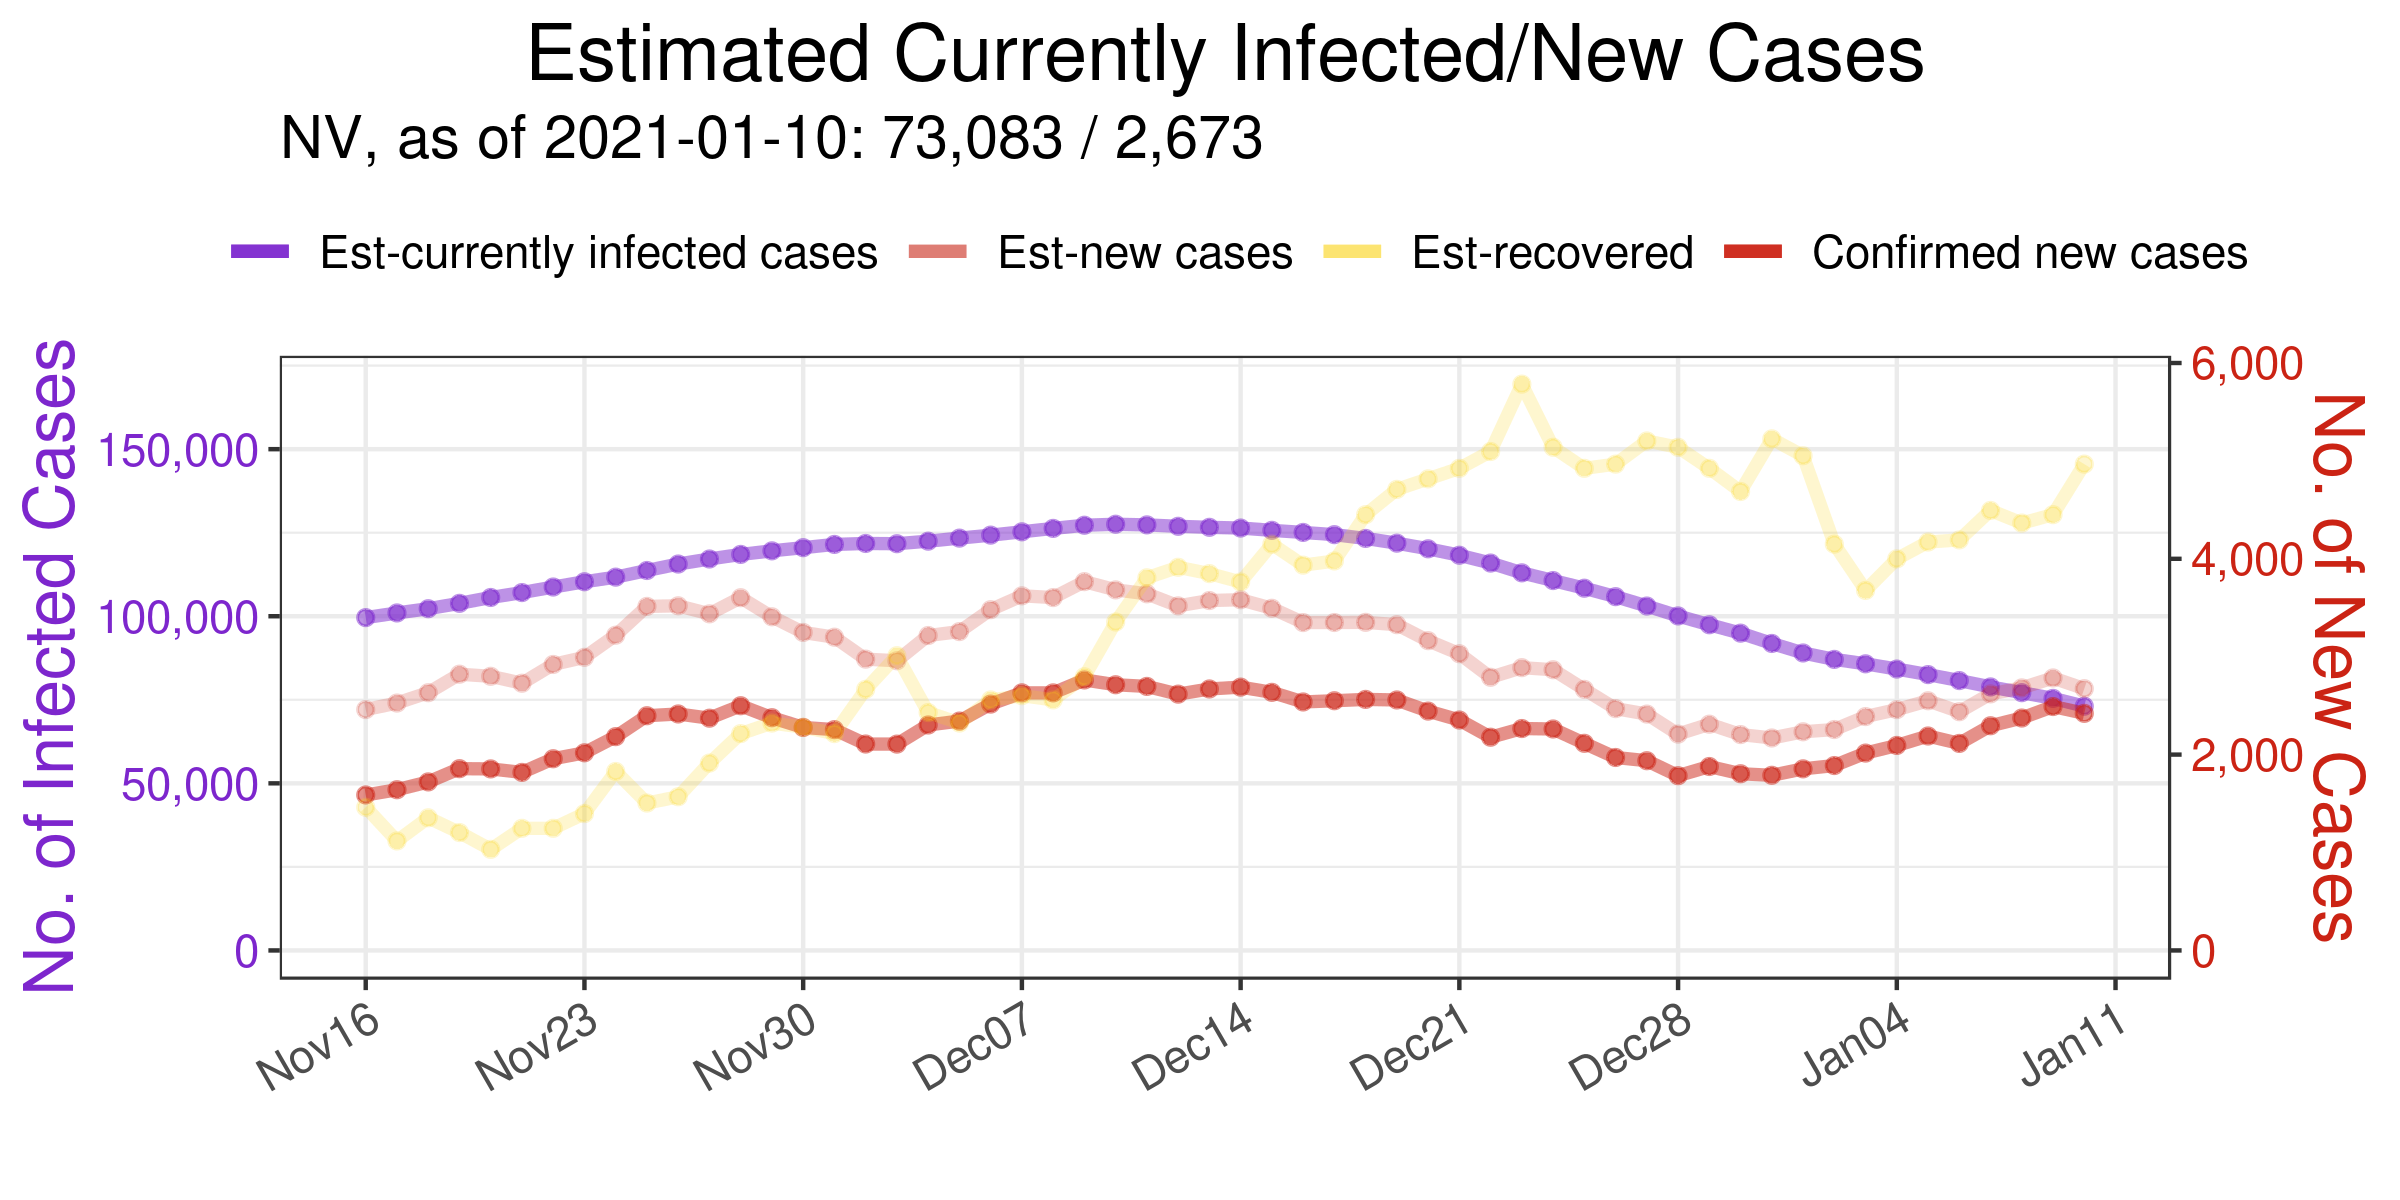 Estimated Currently Infected/New Cases
NV, as of 2021-01-10: 73,083 / 2,673
Est-currently infected cases Est-new cases Est-recovered Confirmed new cases
No. of Infected Cases
150,000
100,000
50,000
0
6,000
4,000
2,000
0
No. of New Cases
Nov16 Nov23 Nov30 Dec07 Dec14 Dec21 Dec28 Jan04 Jan11